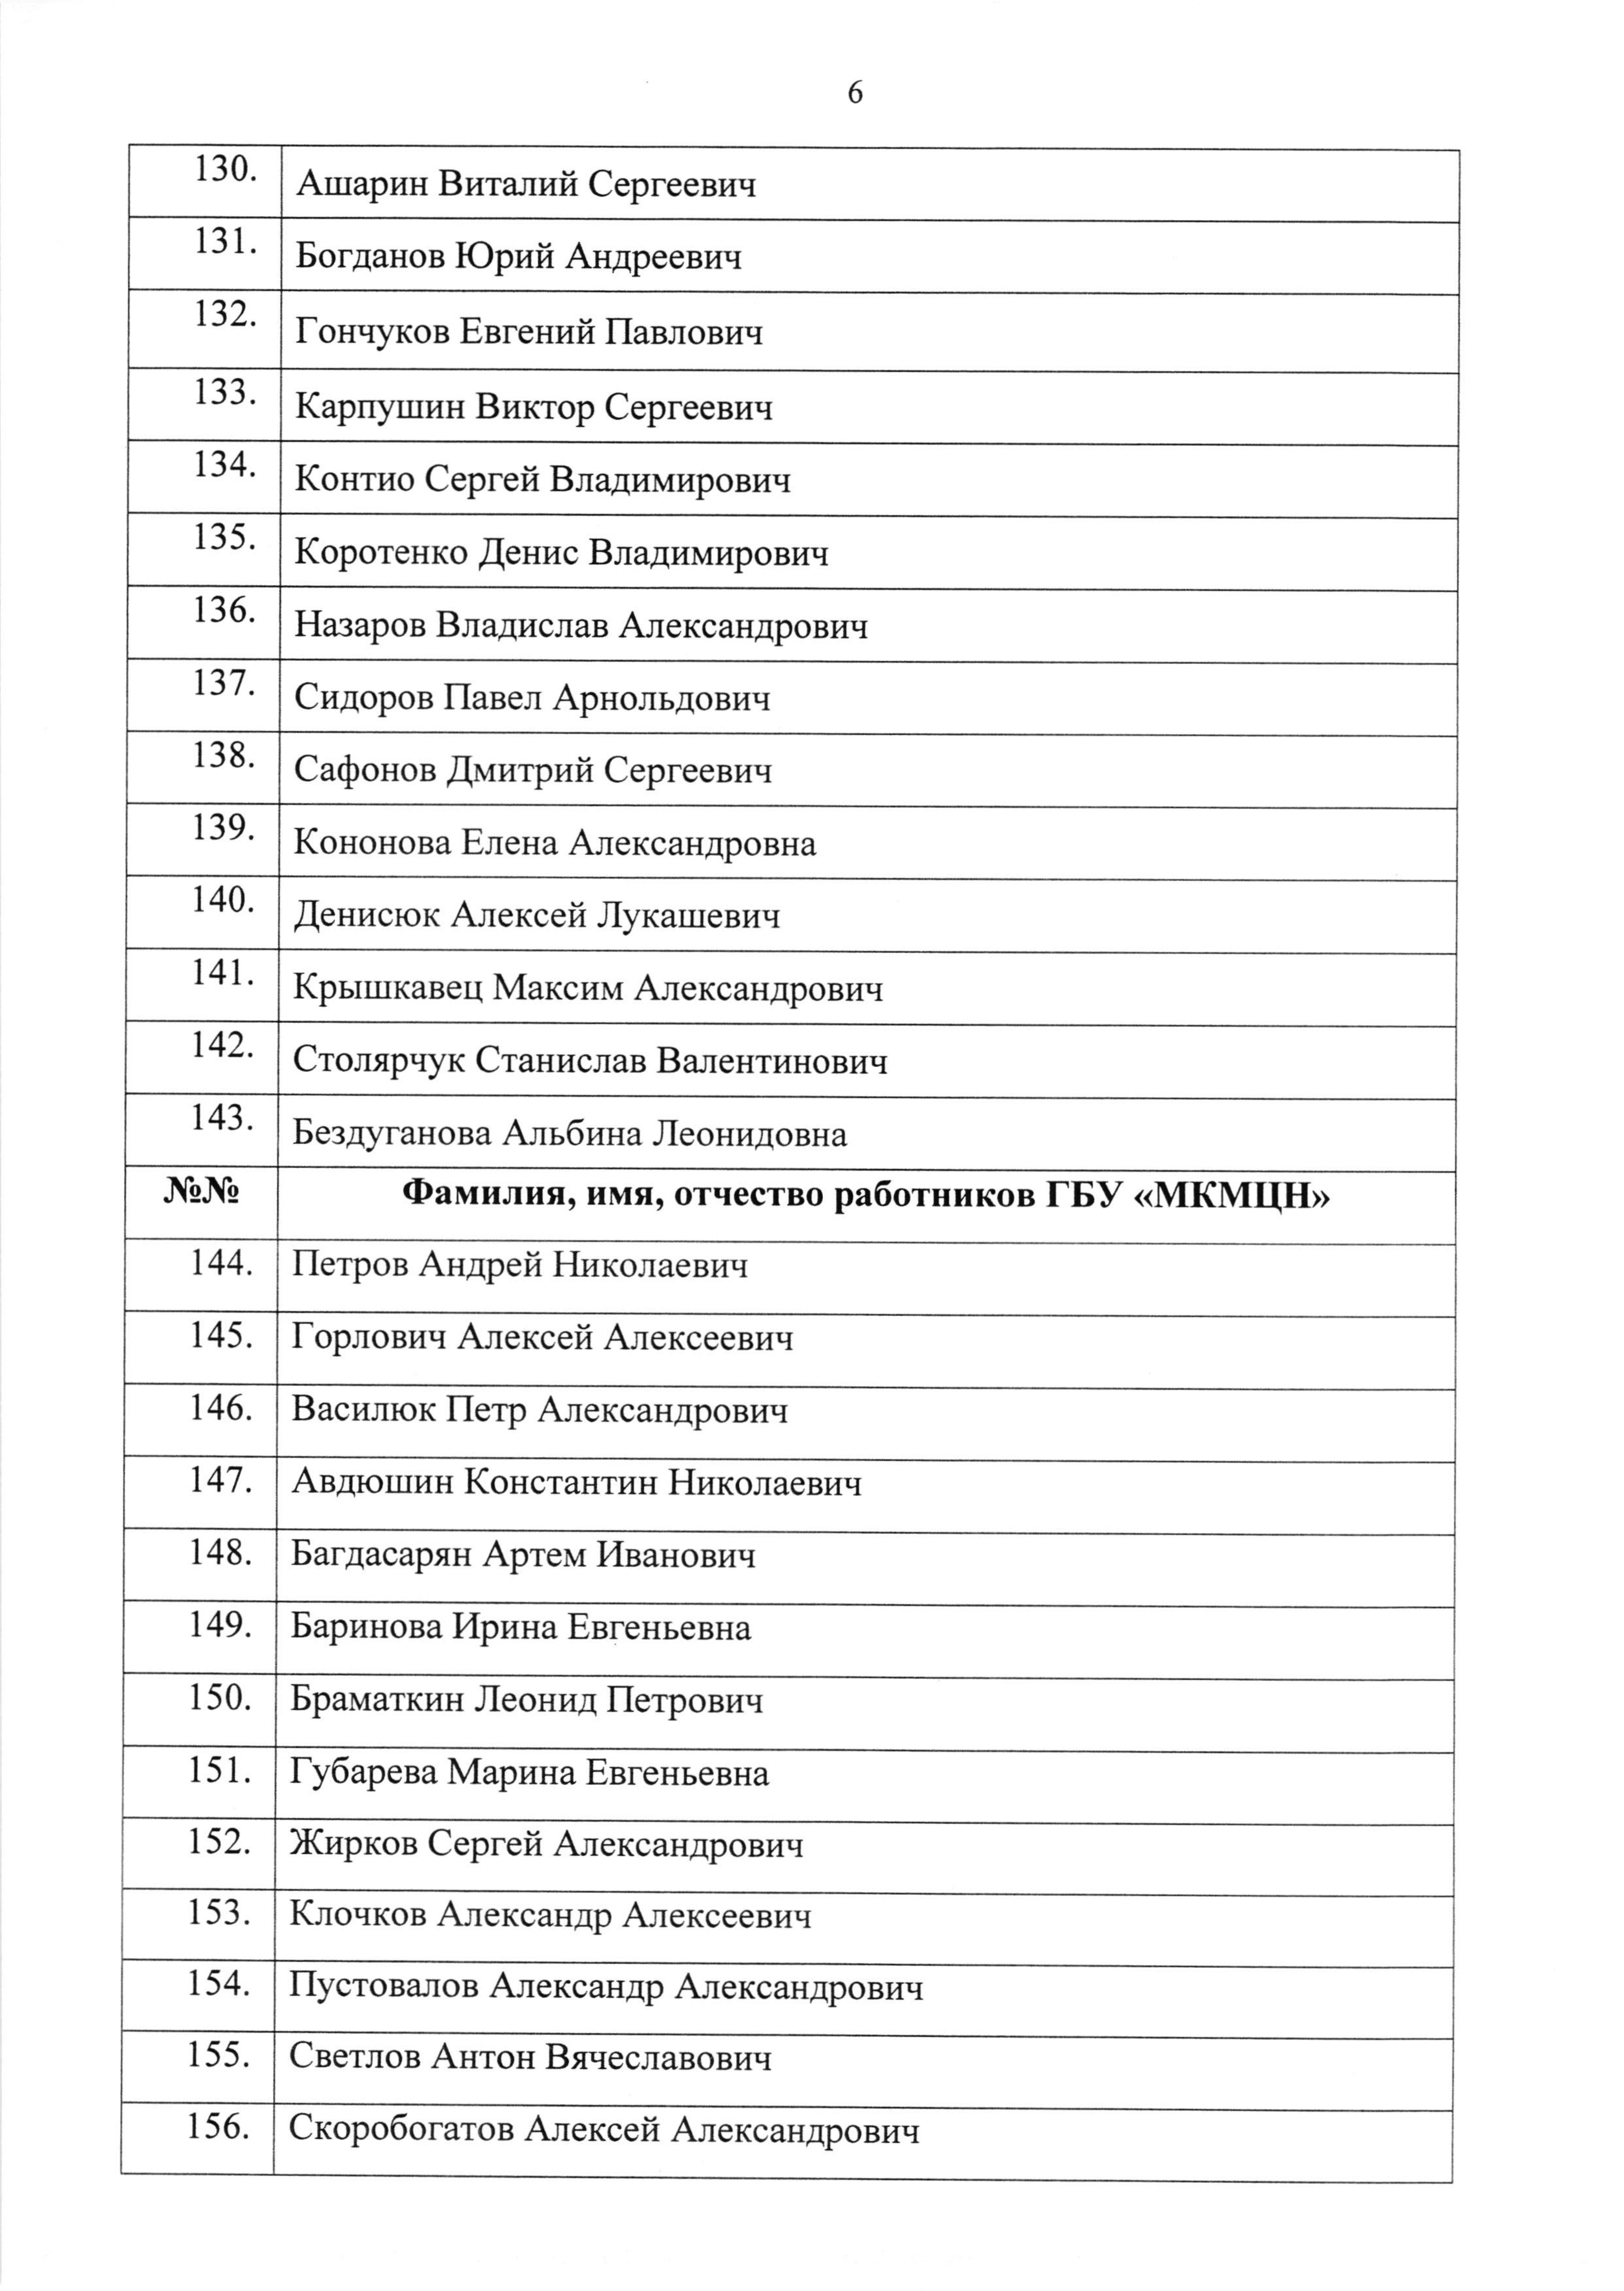 6
130. Ашарин Виталий Сергеевич
131. Богданов Юрий Андреевич
132. Гончуков Евгений Павлович
133. Карпушин Виктор Сергеевич
134. Контио Сергей Владимирович
135. Коротенко Денис Владимирович
136. Назаров Владислав Александрович
137. Сидоров Павел Арнольдович
138. Сафонов Дмитрий Сергеевич
139. Кононова Елена Александровна
140. Денисюк Алексей Лукашевич
141. Крышкавец Максим Александрович
142. Столярчук Станислав Валентинович
143. Бездуганова Альбина Леонидовна
№№ Фамилия, имя, отчество работников ГБУ «МКМЦН»
144. Петров Андрей Николаевич
145. Горлович Алексей Алексеевич
146. Василюк Петр Александрович
147. Авдюшин Константин Николаевич
148. Багдасарян Артем Иванович
149. Баринова Ирина Евгеньевна
150. Браматкин Леонид Петрович
151. Губарева Марина Евгеньевна
152. Жирков Сергей Александрович
153. Клочков Александр Алексеевич
154. Пустовалов Александр Александрович
155. Светлов Антон Вячеславович
156. Скоробогатов Алексей Александрович